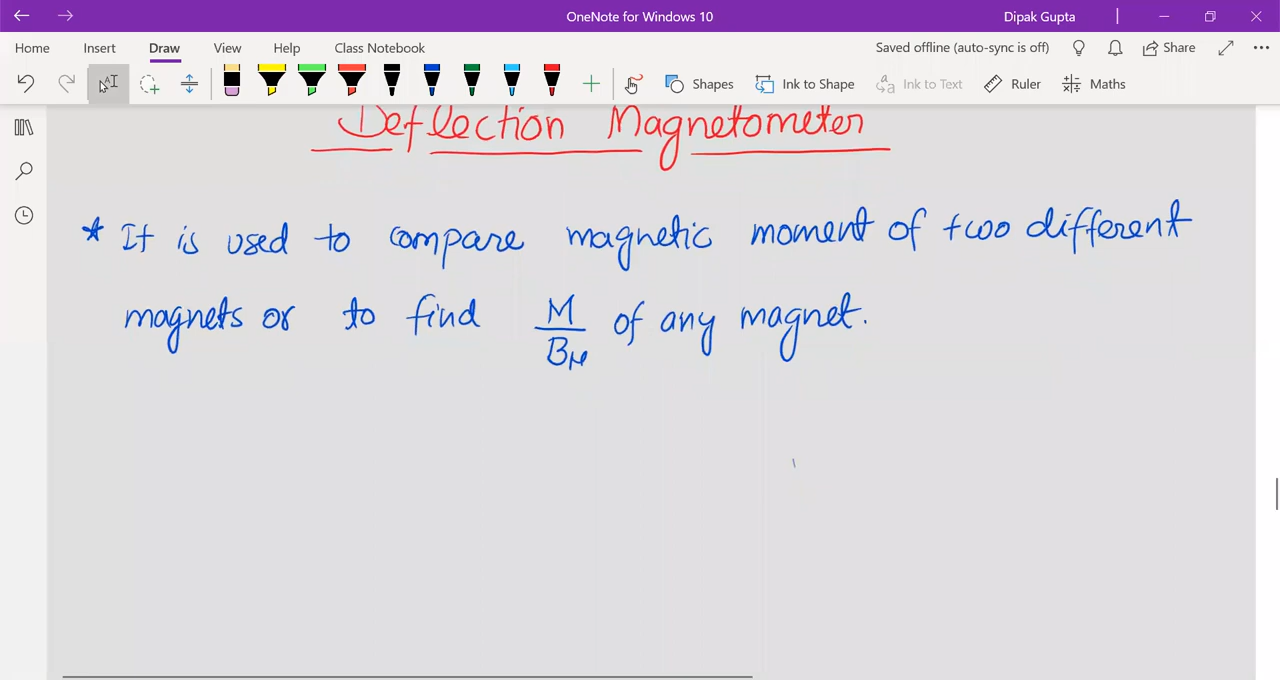 OneNote for Windows 10
Dipak Gupta
Home Insert Draw View Help Class Notebook
Saved offline (auto-sync is off) Share
Shapes Ink to Shape Ink to Text Ruler Maths
Deflection Magnetometer
* It is used to compare magnetic moment of two different
magnets or to find M/B_H of any magnet.